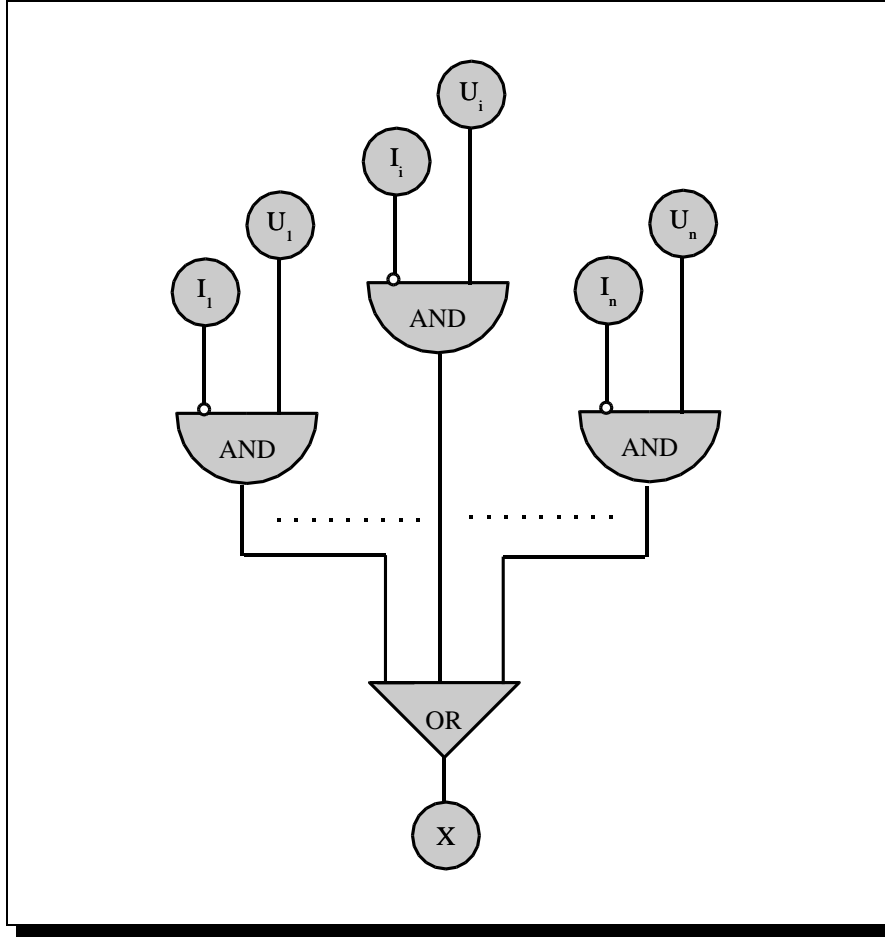 U_i
I_i
U_1
U_n
I_1
I_n
AND
AND
AND
OR
X